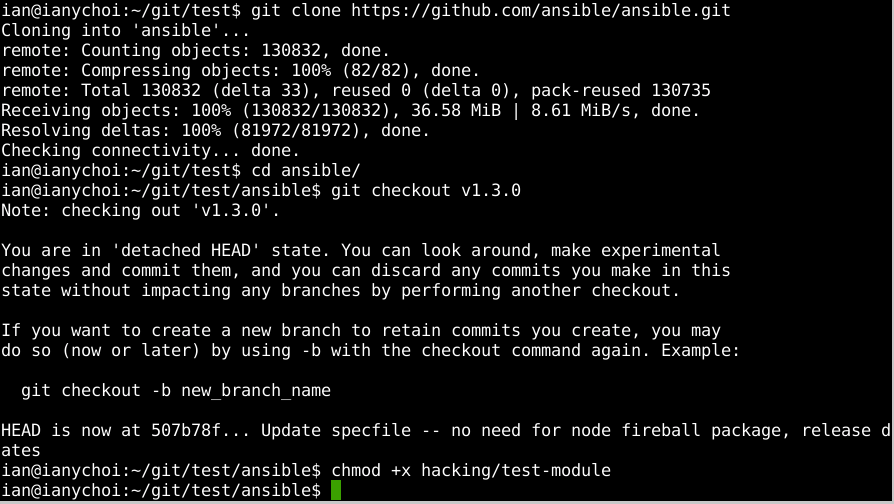 ian@ianychoi:~/git/test$ git clone https://github.com/ansible/ansible.git
Cloning into 'ansible'...
remote: Counting objects: 130832, done.
remote: Compressing objects: 100% (82/82), done.
remote: Total 130832 (delta 33), reused 0 (delta 0), pack-reused 130735
Receiving objects: 100% (130832/130832), 36.58 MiB | 8.61 MiB/s, done.
Resolving deltas: 100% (81972/81972), done.
Checking connectivity... done.
ian@ianychoi:~/git/test$ cd ansible/
ian@ianychoi:~/git/test/ansible$ git checkout v1.3.0
Note: checking out 'v1.3.0'.

You are in 'detached HEAD' state. You can look around, make experimental
changes and commit them, and you can discard any commits you make in this
state without impacting any branches by performing another checkout.

If you want to create a new branch to retain commits you create, you may
do so (now or later) by using -b with the checkout command again. Example:

  git checkout -b new_branch_name

HEAD is now at 507b78f... Update specfile -- no need for node fireball package, release d
ates
ian@ianychoi:~/git/test/ansible$ chmod +x hacking/test-module
ian@ianychoi:~/git/test/ansible$